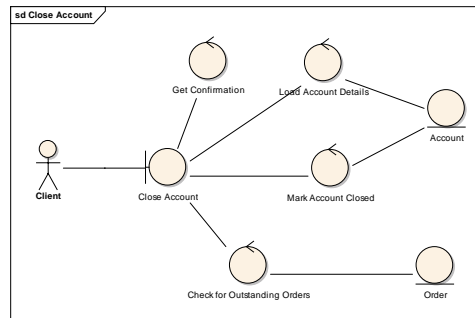 sd Close Account
Get Confirmation
Load Account Details
Account
Client
Close Account
Mark Account Closed
Check for Outstanding Orders
Order